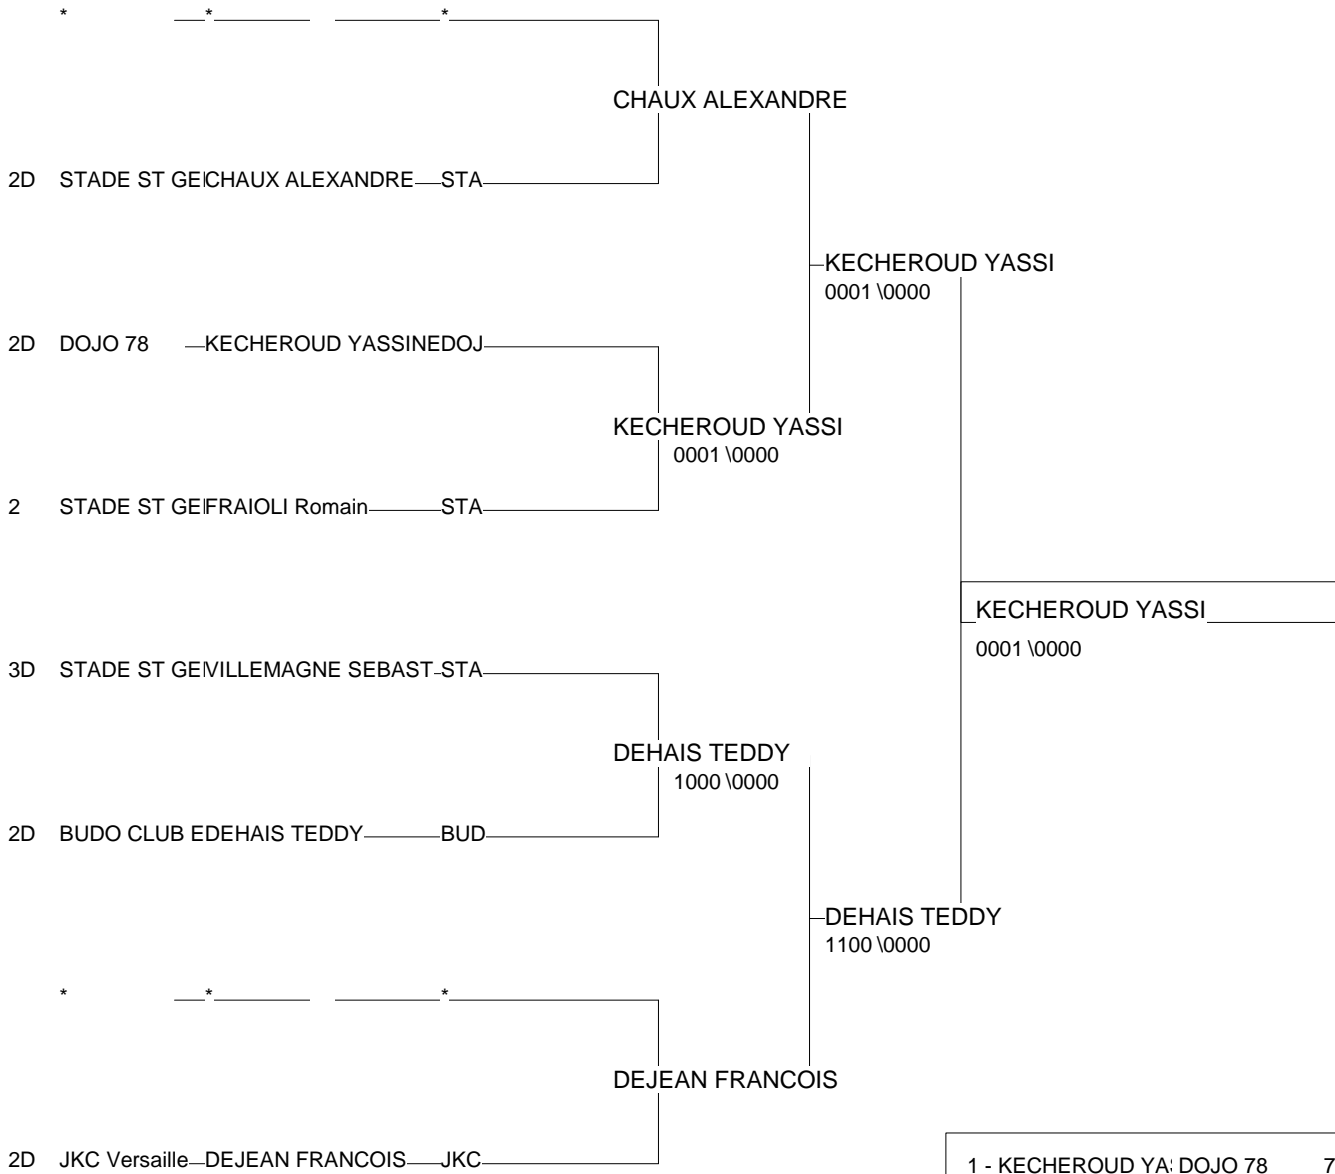 * * *
CHAUX ALEXANDRE
2D STADE ST GE CHAUX ALEXANDRE STA
KECHEROUD YASSI
0001 \0000
2D DOJO 78 KECHEROUD YASSINE DOJ
KECHEROUD YASSI
0001 \0000
2 STADE ST GE FRAIOLI Romain STA
KECHEROUD YASSI
0001 \0000
3D STADE ST GE VILLEMAGNE SEBAST STA
DEHAIS TEDDY
1000 \0000
2D BUDO CLUB E DEHAIS TEDDY BUD
DEHAIS TEDDY
1100 \0000
* * *
DEJEAN FRANCOIS
2D JKC Versaille DEJEAN FRANCOIS JKC
1 - KECHEROUD YA DOJO 78 7